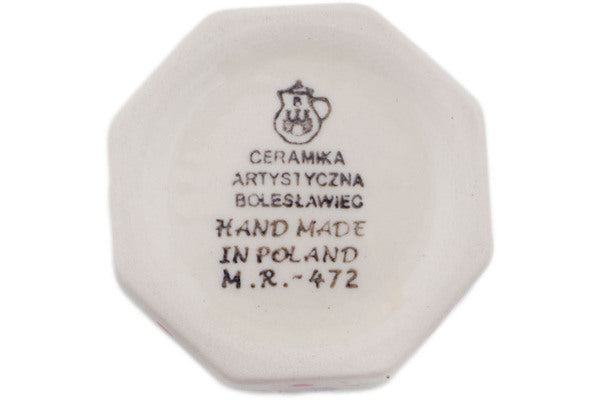 B
CERAMIKA
ARTYSTYCZNA
BOLESŁAWIEC
HAND MADE
IN POLAND
M.R.-472